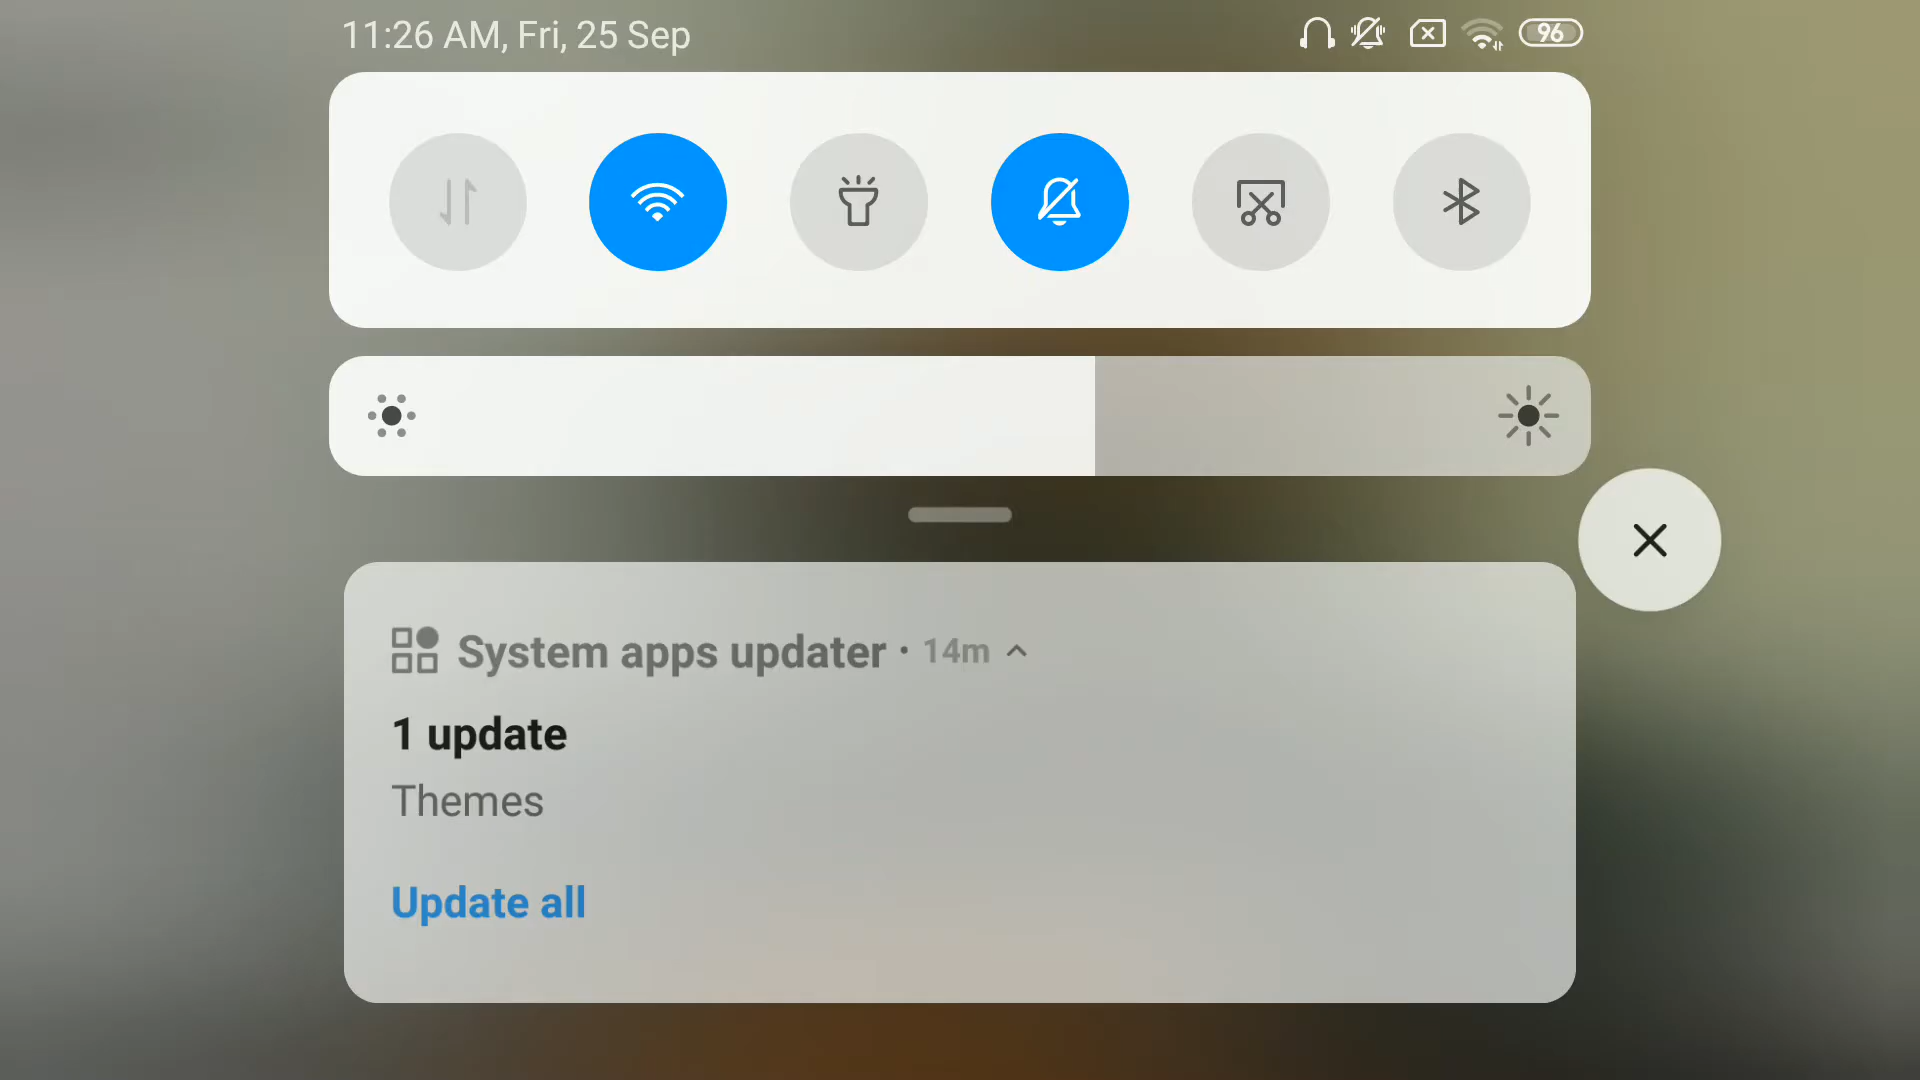 11:26 AM, Fri, 25 Sep
96
System apps updater • 14m
1 update
Themes
Update all